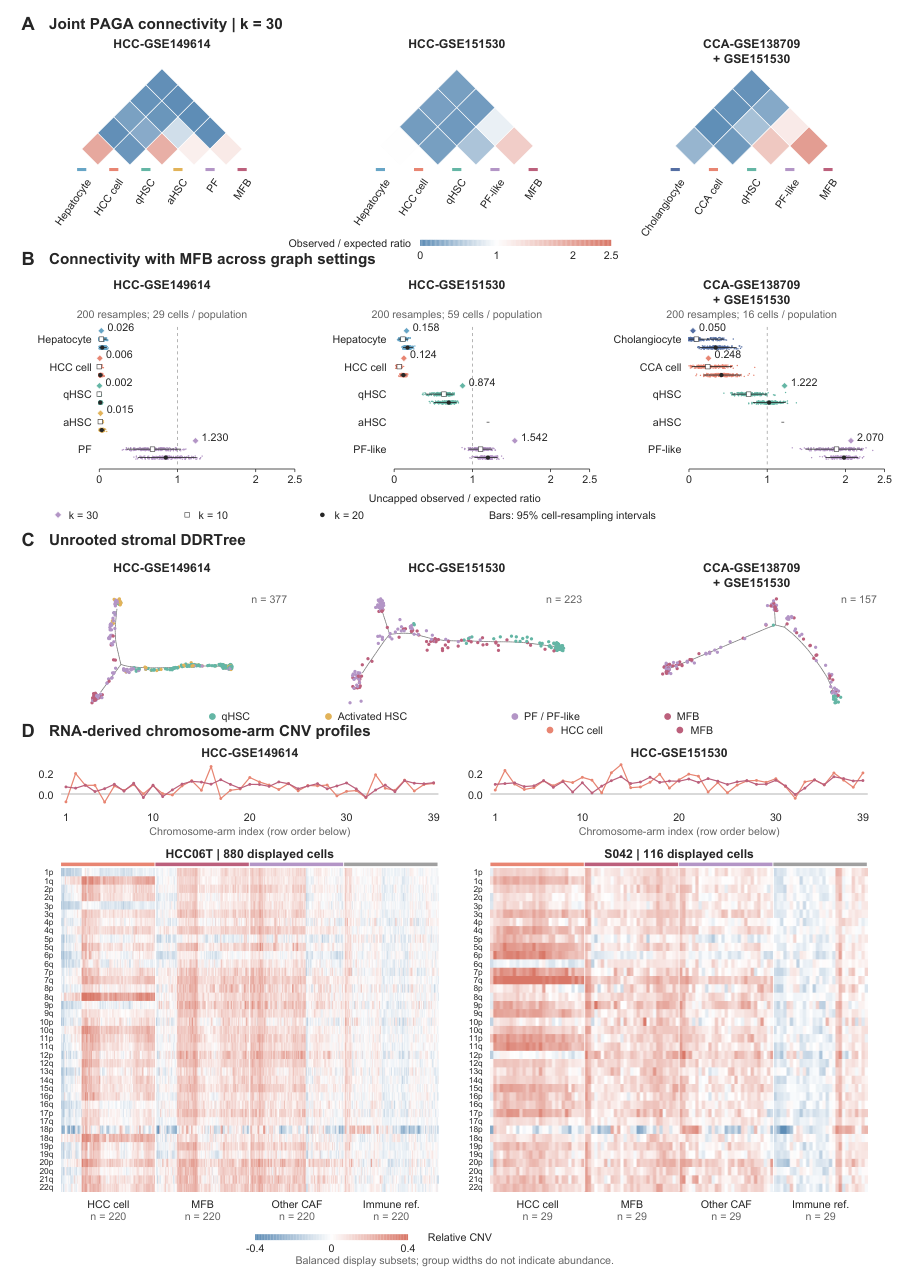 A Joint PAGA connectivity | k = 30
HCC-GSE149614
HCC-GSE151530
CCA-GSE138709
+ GSE151530
Hepatocyte
HCC cell
qHSC
aHSC
PF
MFB
Hepatocyte
HCC cell
qHSC
PF-like
MFB
Cholangiocyte
CCA cell
qHSC
PF-like
MFB
Observed / expected ratio
0 1 2 2.5
B Connectivity with MFB across graph settings
HCC-GSE149614
HCC-GSE151530
CCA-GSE138709
+ GSE151530
200 resamples; 29 cells / population
200 resamples; 59 cells / population
200 resamples; 16 cells / population
Hepatocyte 0.026
HCC cell 0.006
qHSC 0.002
aHSC 0.015
PF 1.230
0 1 2 2.5
Hepatocyte 0.158
HCC cell 0.124
qHSC 0.874
aHSC –
PF-like 1.542
0 1 2 2.5
Cholangiocyte 0.050
CCA cell 0.248
qHSC 1.222
aHSC –
PF-like 2.070
0 1 2 2.5
Uncapped observed / expected ratio
k = 30
k = 10
k = 20
Bars: 95% cell-resampling intervals
C Unrooted stromal DDRTree
HCC-GSE149614
HCC-GSE151530
CCA-GSE138709
+ GSE151530
n = 377
n = 223
n = 157
qHSC
Activated HSC
PF / PF-like
MFB
HCC cell
MFB
D RNA-derived chromosome-arm CNV profiles
HCC-GSE149614
HCC-GSE151530
0.2
0.0
1 10 20 30 39
Chromosome-arm index (row order below)
1 10 20 30 39
Chromosome-arm index (row order below)
HCC06T | 880 displayed cells
S042 | 116 displayed cells
1p
1q
2p
2q
3p
3q
4p
4q
5p
5q
6p
6q
7p
7q
8p
8q
9p
9q
10p
10q
11p
11q
12p
12q
13q
14q
15q
16p
16q
17p
17q
18p
18q
19p
19q
20p
20q
21q
22q
1p
1q
2p
2q
3p
3q
4p
4q
5p
5q
6p
6q
7p
7q
8p
8q
9p
9q
10p
10q
11p
11q
12p
12q
13q
14q
15q
16p
16q
17p
17q
18p
18q
19p
19q
20p
20q
21q
22q
HCC cell MFB Other CAF Immune ref.
n = 220 n = 220 n = 220 n = 220
HCC cell MFB Other CAF Immune ref.
n = 29 n = 29 n = 29 n = 29
Relative CNV
-0.4 0 0.4
Balanced display subsets; group widths do not indicate abundance.